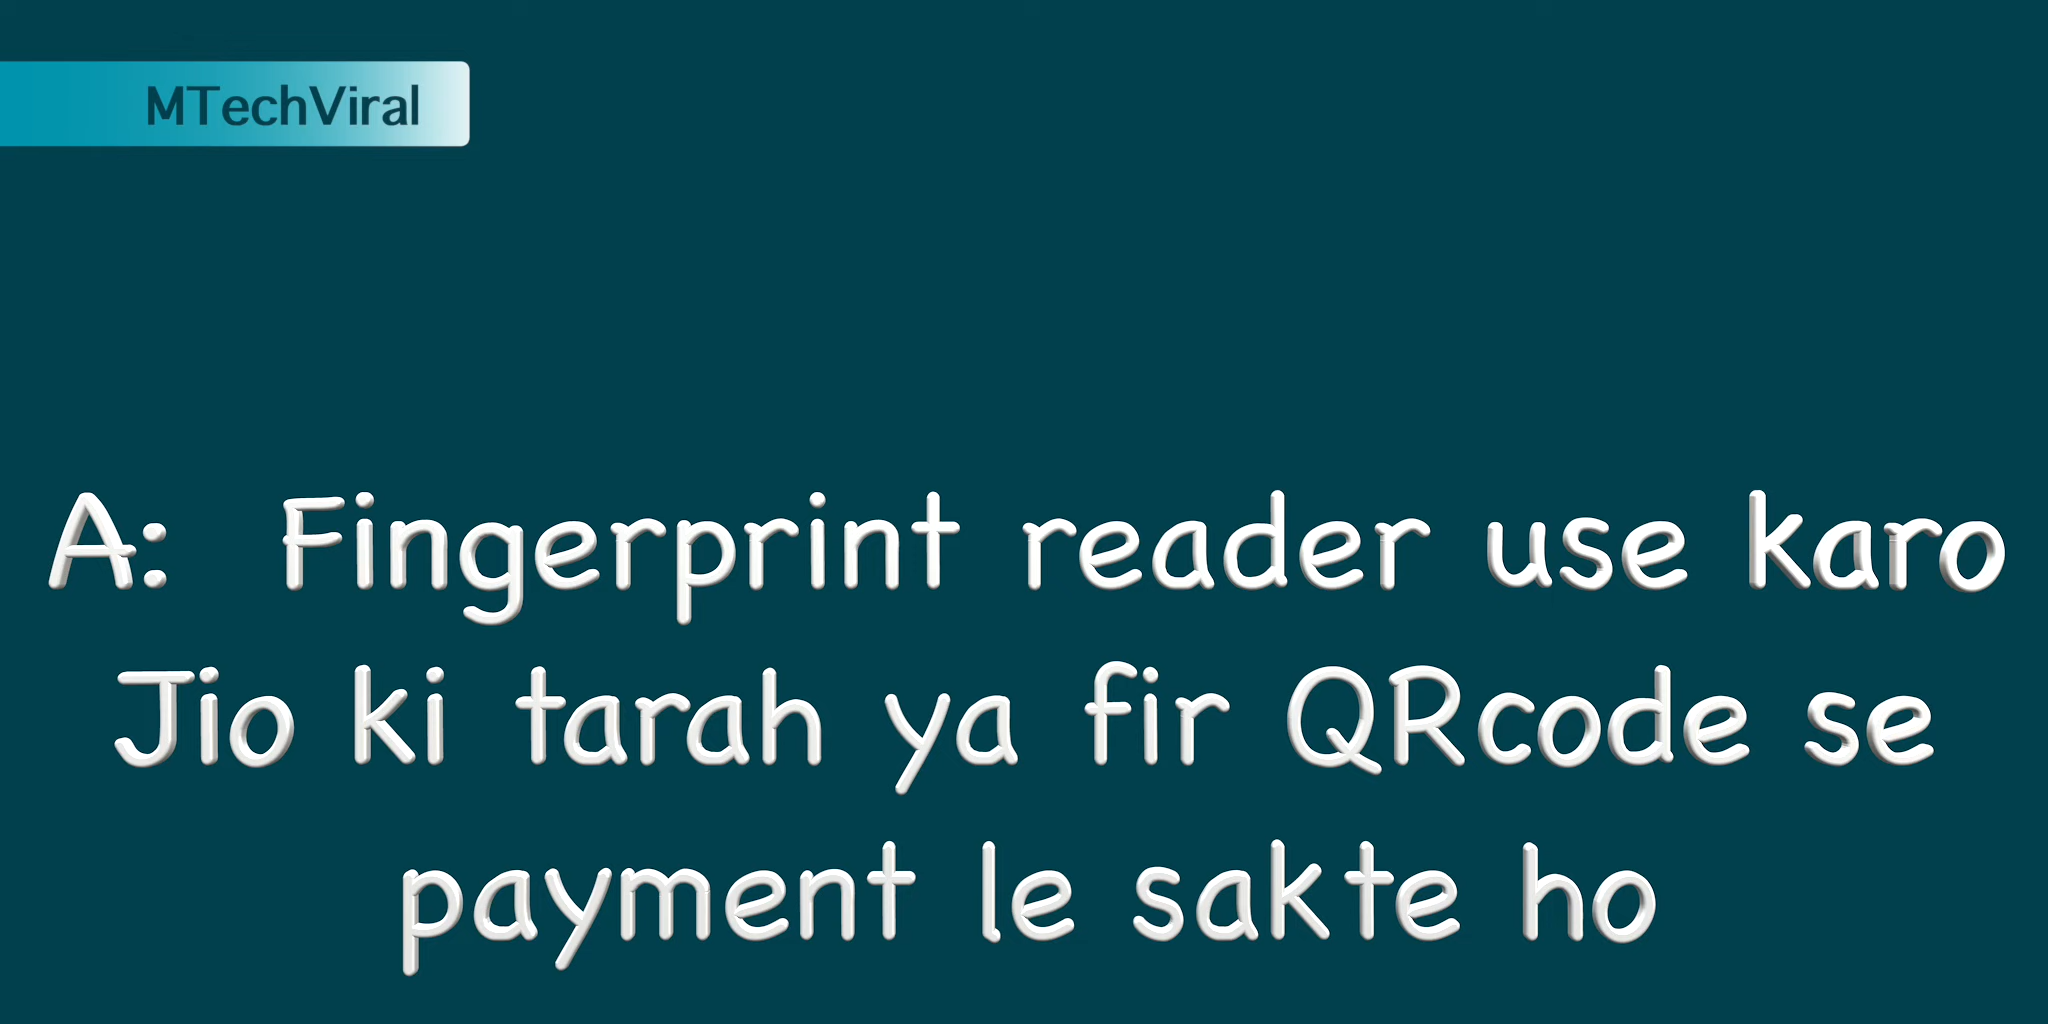 MTechViral
A: Fingerprint reader use karo
Jio ki tarah ya fir QRcode se
payment le sakte ho